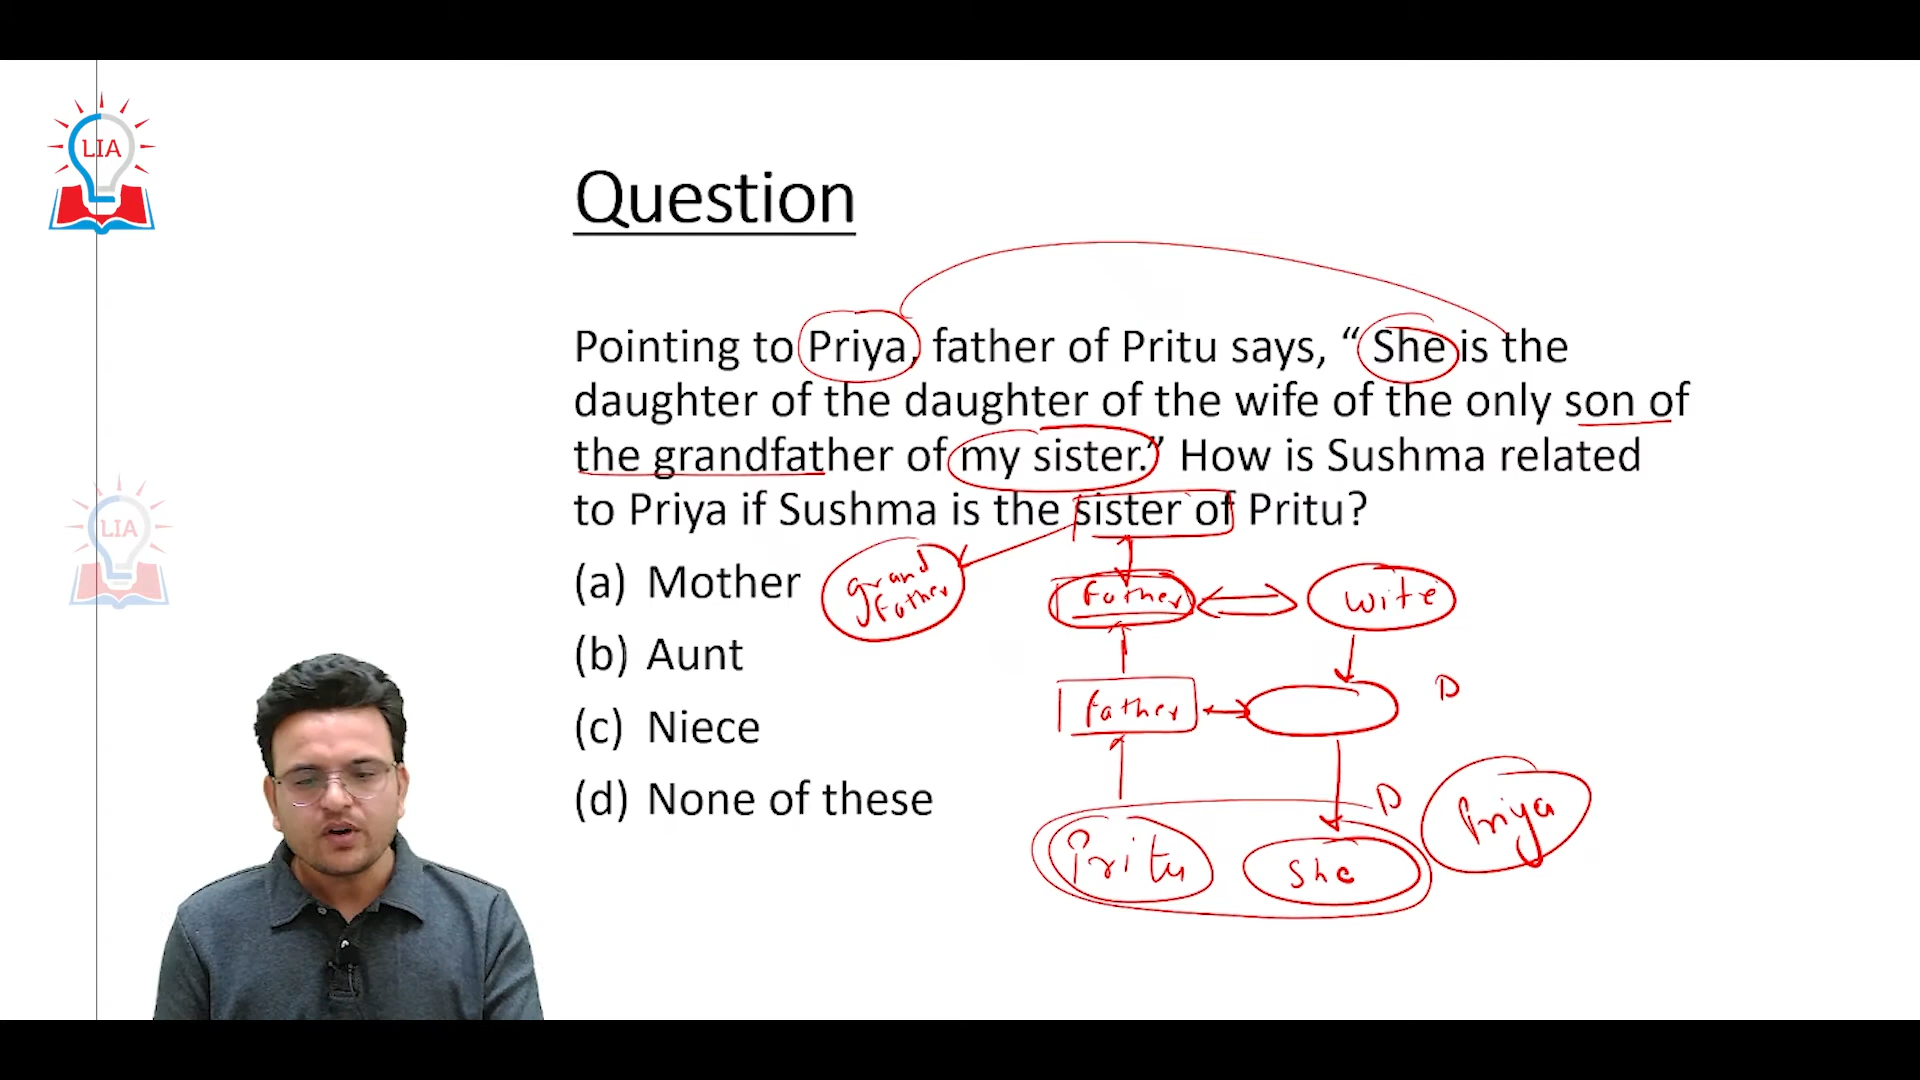 LIA
Question
Pointing to Priya, father of Pritu says, “ She is the
daughter of the daughter of the wife of the only son of
the grandfather of my sister.” How is Sushma related
to Priya if Sushma is the sister of Pritu?
LIA
(a) Mother
(b) Aunt
(c) Niece
(d) None of these
grand
father
Father
wife
Father
D
D
Pritu
She
Priya